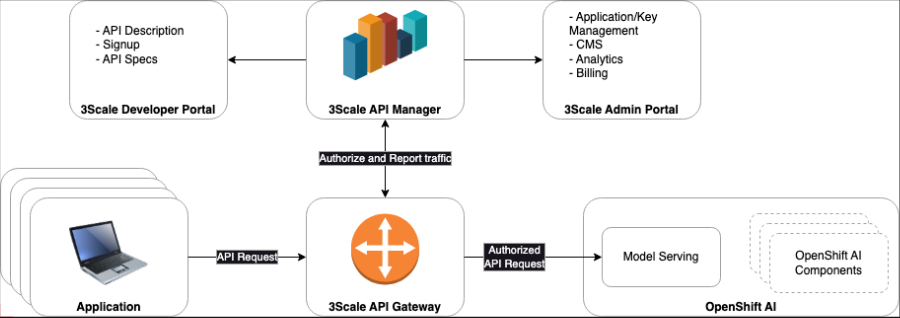 - API Description
- Signup
- API Specs
3Scale Developer Portal
3Scale API Manager
- Application/Key
Management
- CMS
- Analytics
- Billing
3Scale Admin Portal
Authorize and Report traffic
Application
API Request
3Scale API Gateway
Authorized
API Request
Model Serving
OpenShift AI
Components
OpenShift AI